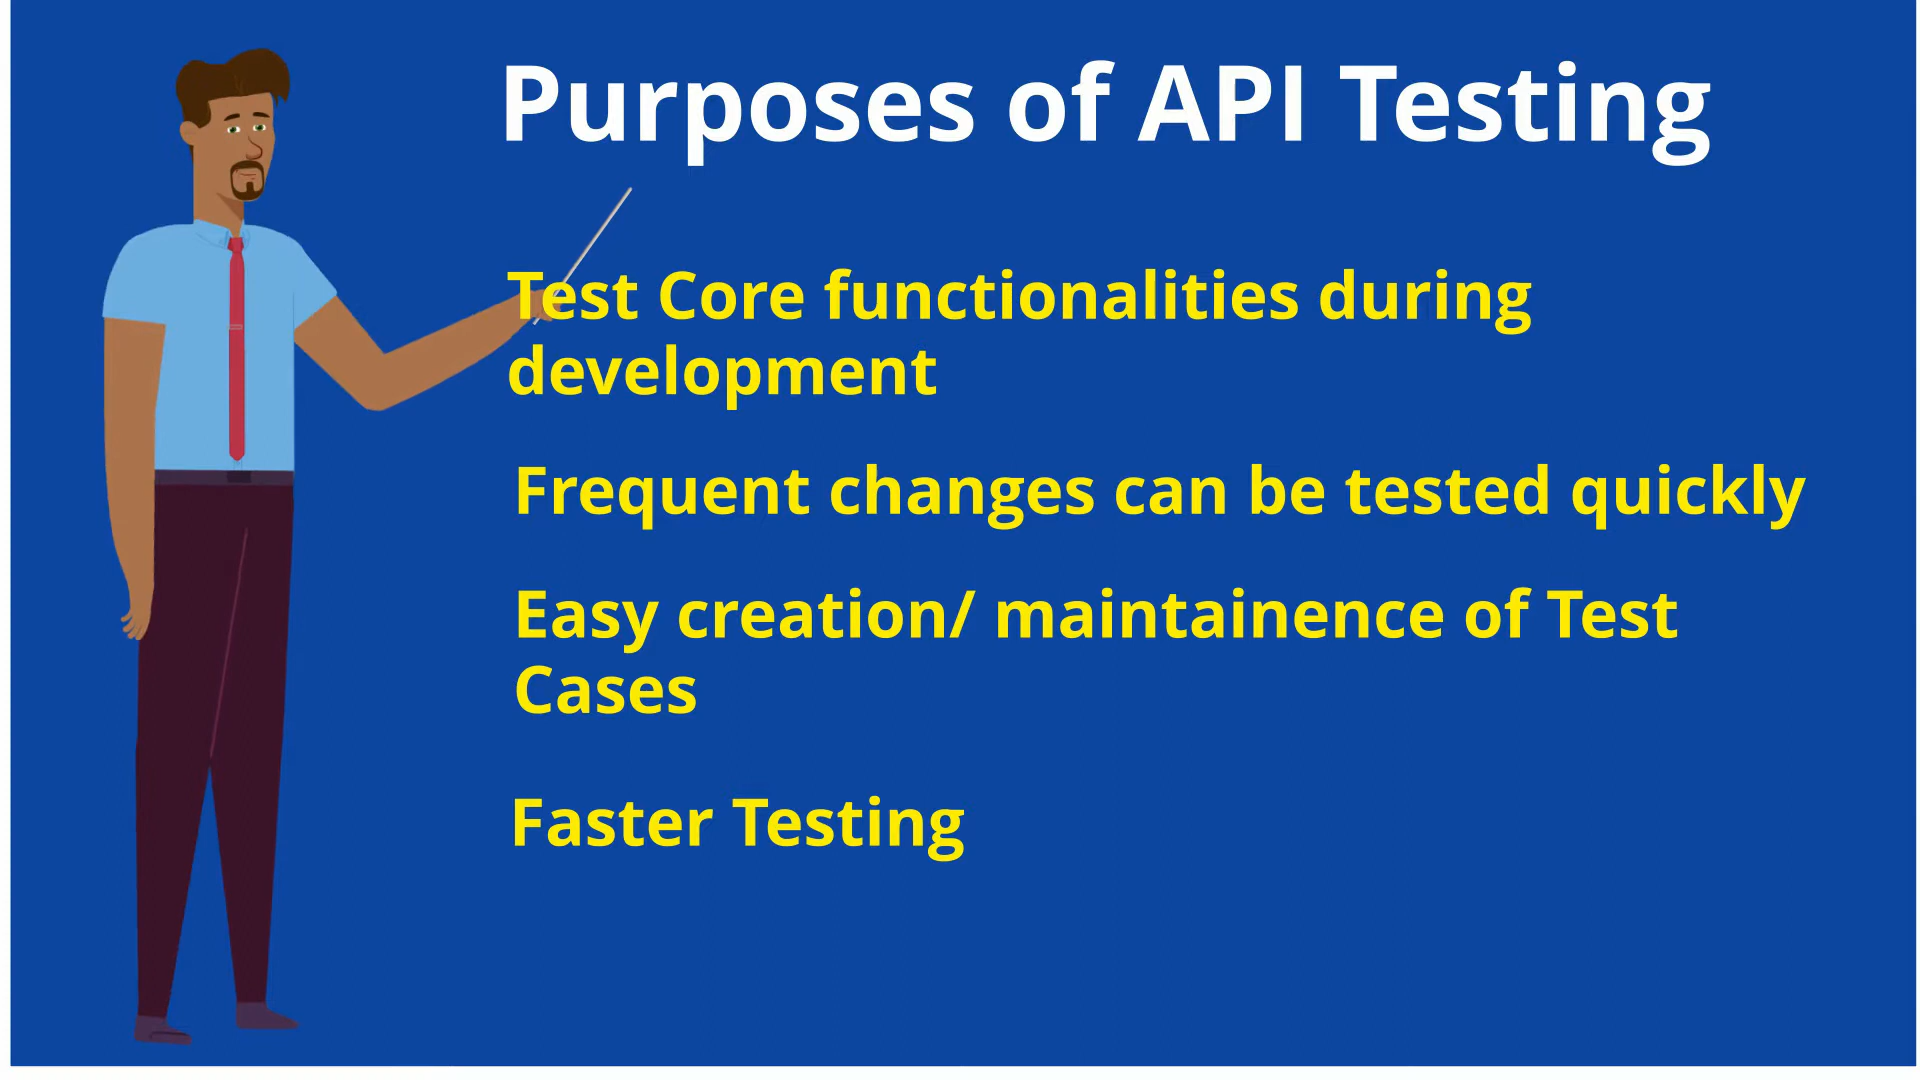 Purposes of API Testing
Test Core functionalities during
development
Frequent changes can be tested quickly
Easy creation/ maintainence of Test
Cases
Faster Testing